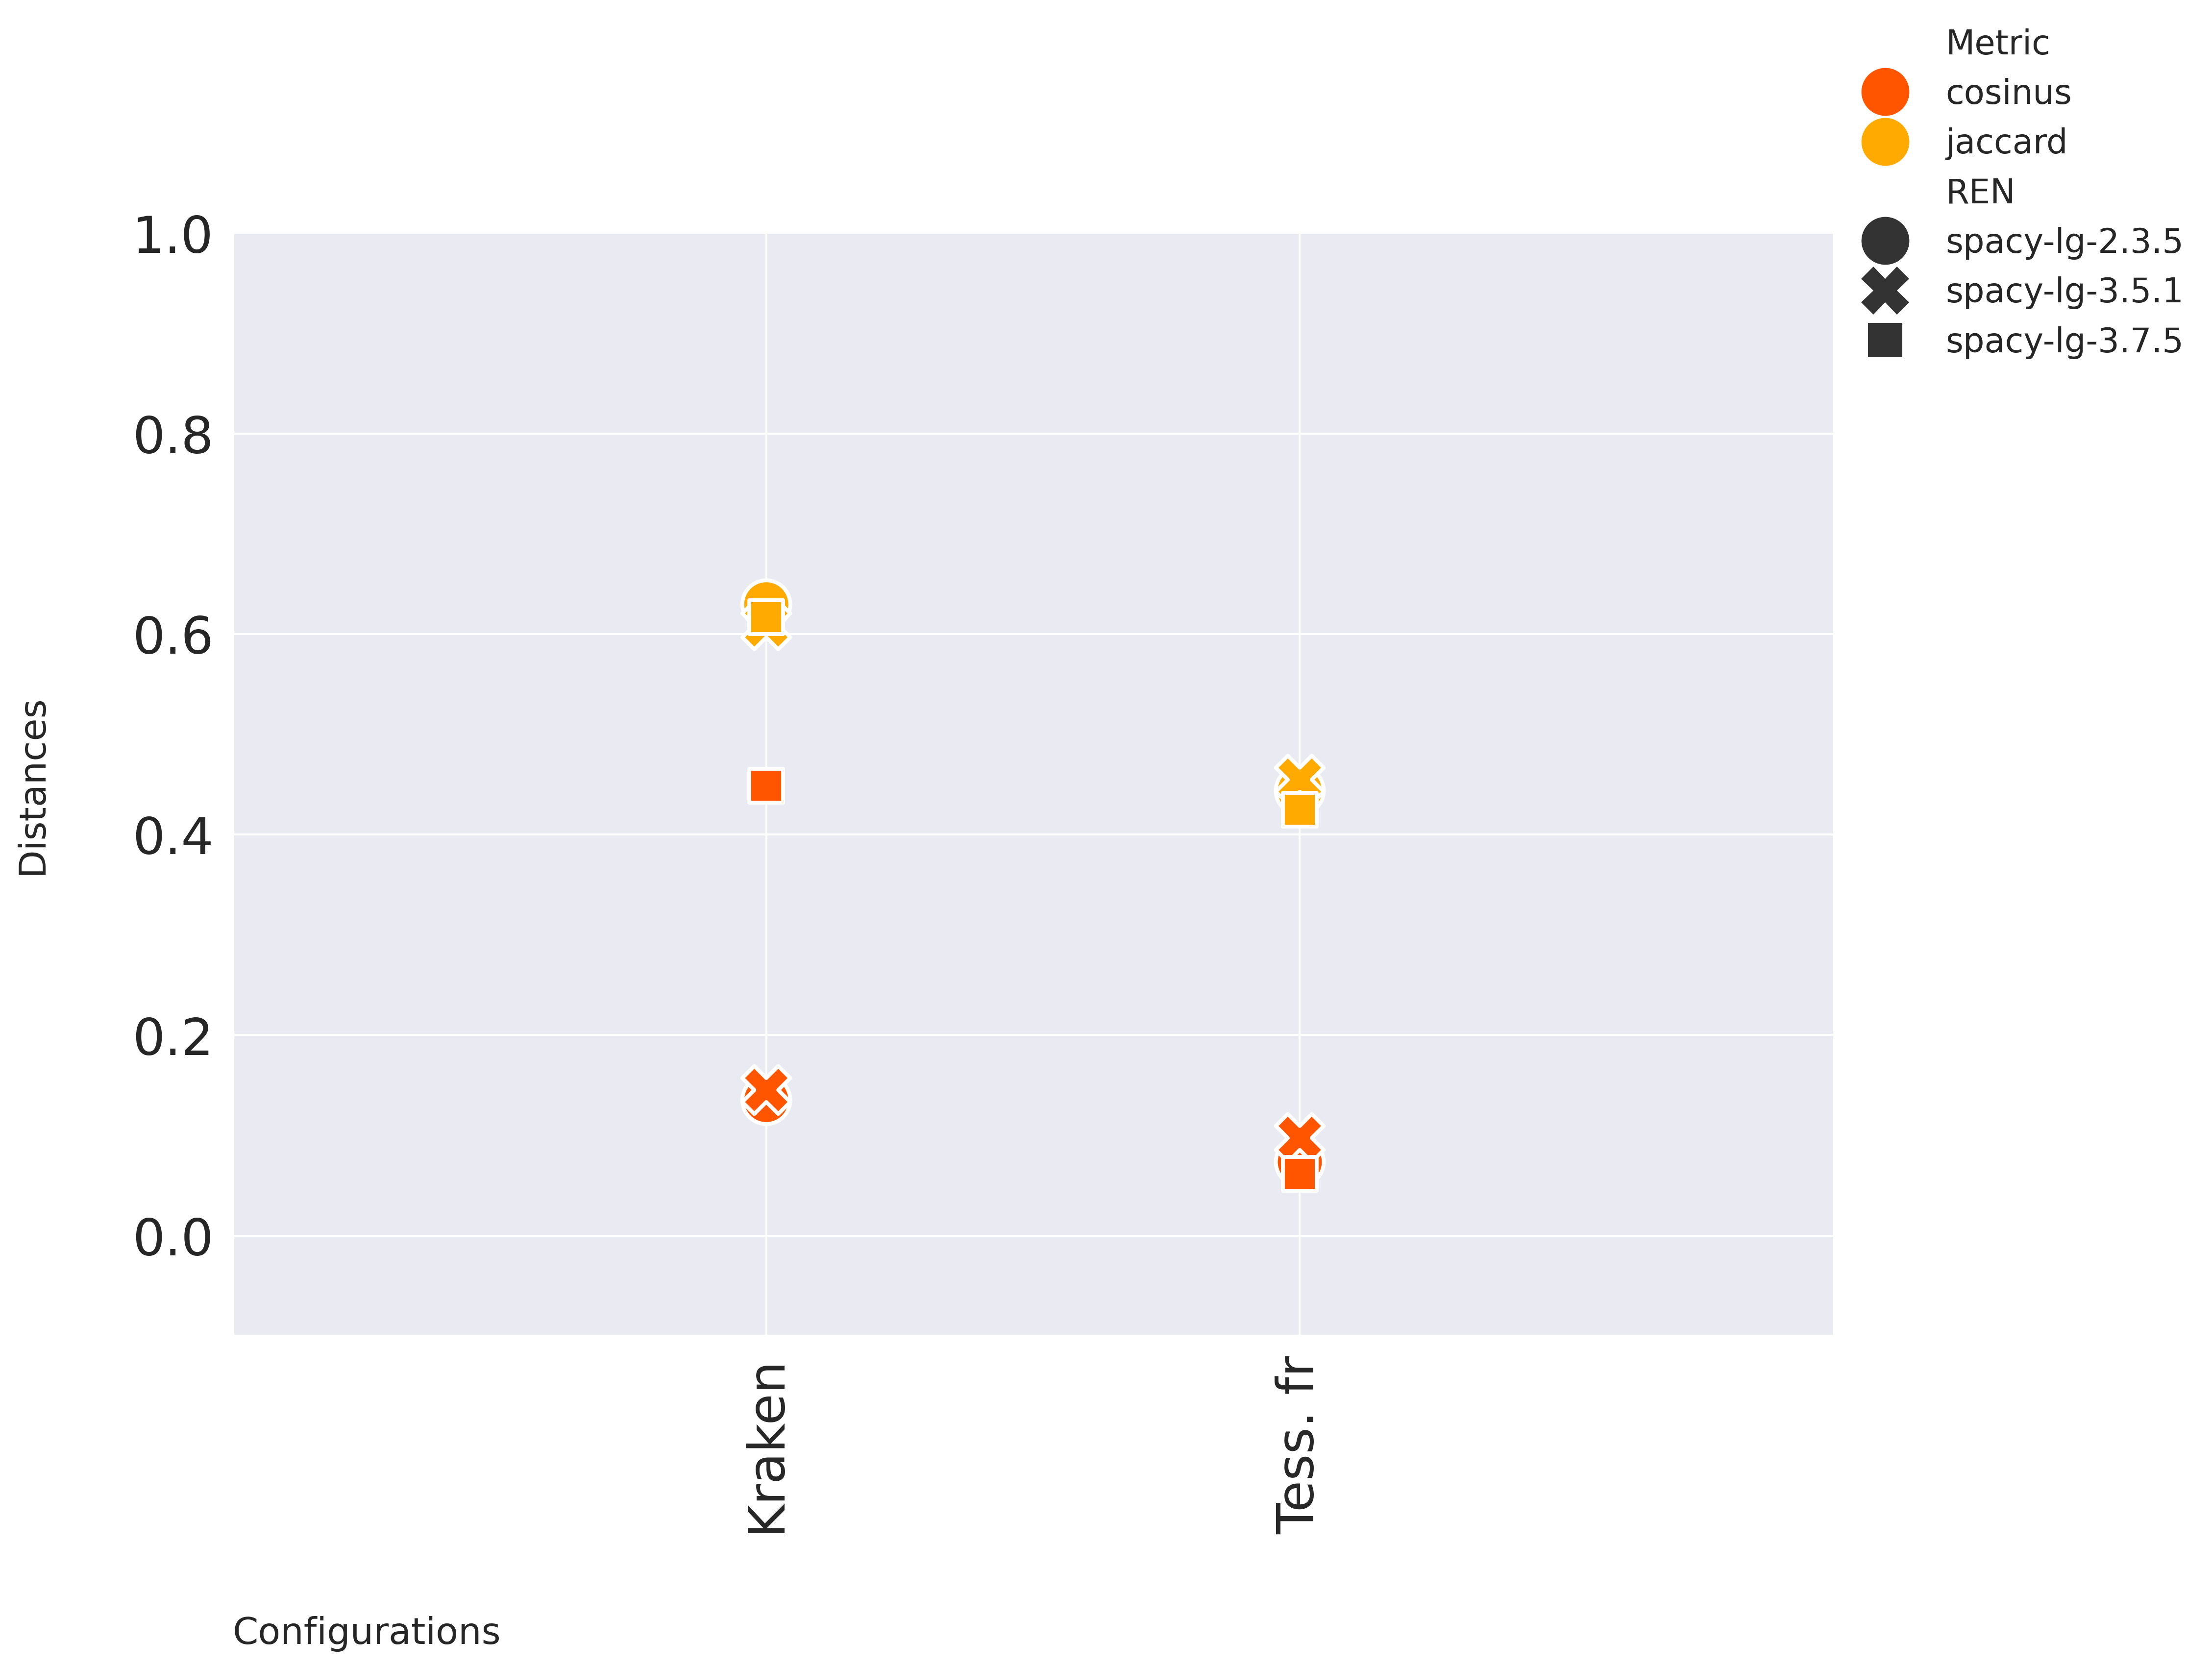 Metric
cosinus
jaccard
REN
spacy-lg-2.3.5
spacy-lg-3.5.1
spacy-lg-3.7.5
1.0
0.8
0.6
0.4
0.2
0.0
Distances
Kraken
Tess. fr
Configurations